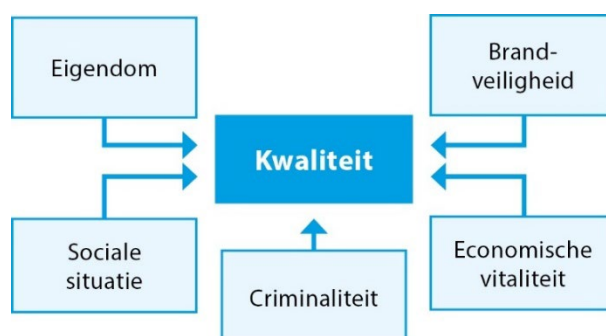 Eigendom
Brand-
veiligheid
Kwaliteit
Sociale
situatie
Criminaliteit
Economische
vitaliteit